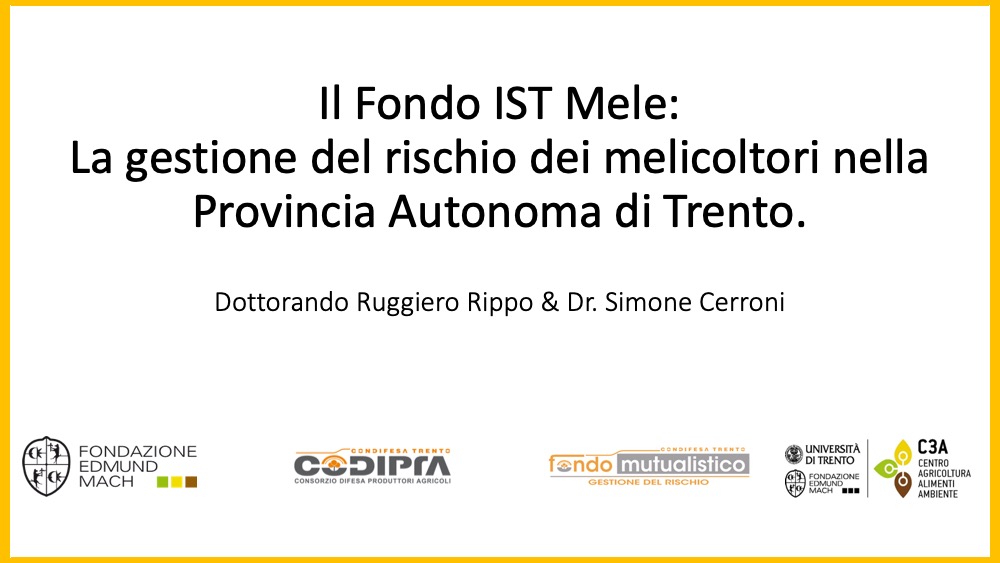 Il Fondo IST Mele:
La gestione del rischio dei melicoltori nella
Provincia Autonoma di Trento.
Dottorando Ruggiero Rippo & Dr. Simone Cerroni
FONDAZIONE
EDMUND
MACH
CONDIFESA TRENTO
CODIPRA
CONSORZIO DIFESA PRODUTTORI AGRICOLI
CONDIFESA TRENTO
fondo mutualistico
GESTIONE DEL RISCHIO
UNIVERSITÀ
DI TRENTO
FONDAZIONE
EDMUND
MACH
C3A
CENTRO
AGRICOLTURA
ALIMENTI
AMBIENTE